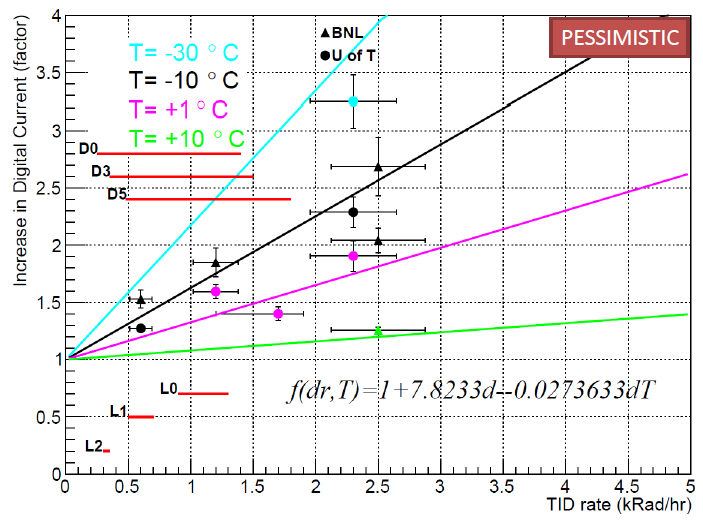 4
3.5
3
2.5
2
1.5
1
0.5
0
Increase in Digital Current (factor)
T= -30 °C
T= -10 °C
T= +1°C
T= +10°C
▲BNL
●U of T
PESSIMISTIC
D0
D3
D5
L0
L1
L2
f(dr,T)=1+7.8233d--0.0273633dT
0 0.5 1 1.5 2 2.5 3 3.5 4 4.5 5
TID rate (kRad/hr)